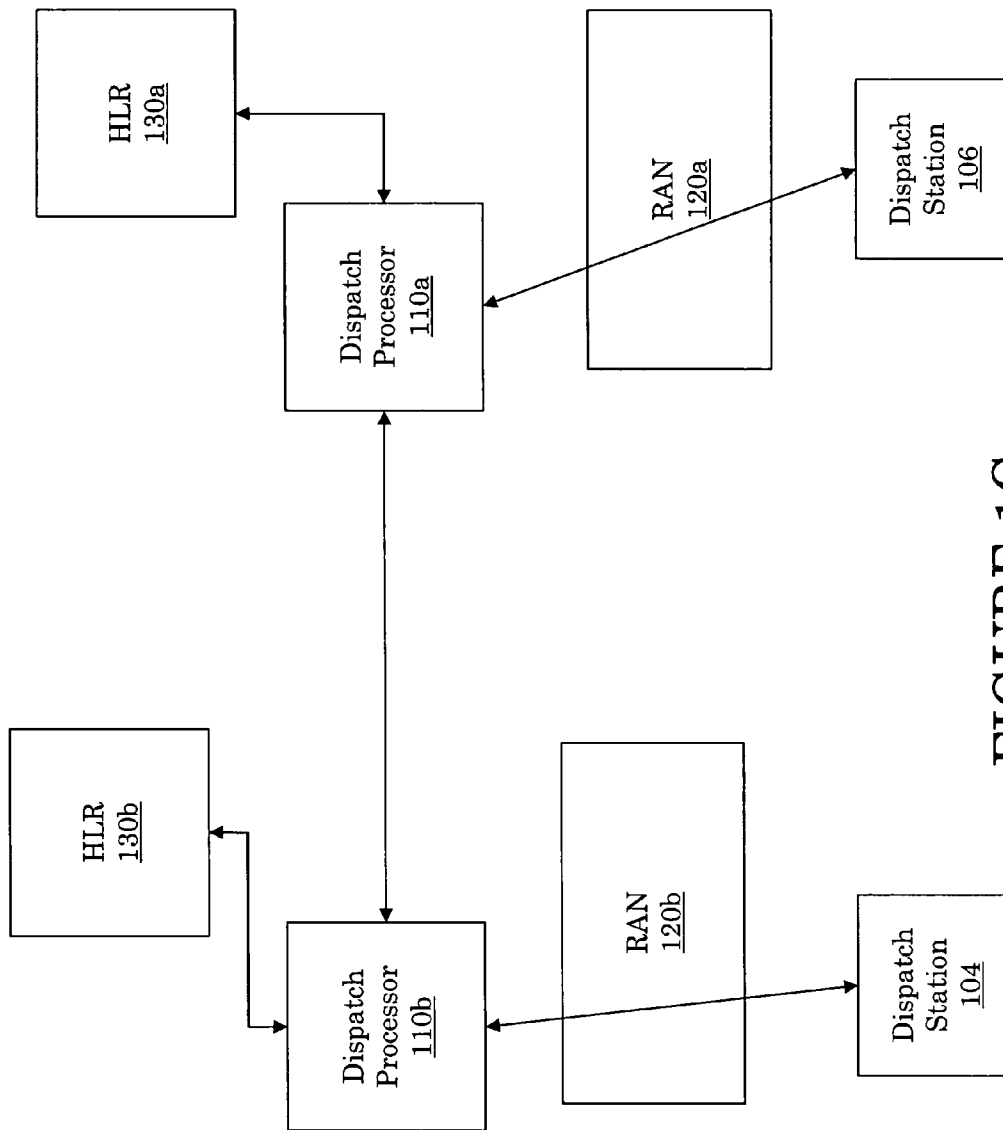 HLR
130b
HLR
130a
Dispatch
Processor
110b
Dispatch
Processor
110a
RAN
120b
RAN
120a
Dispatch
Station
104
Dispatch
Station
106
FIGURE 1C